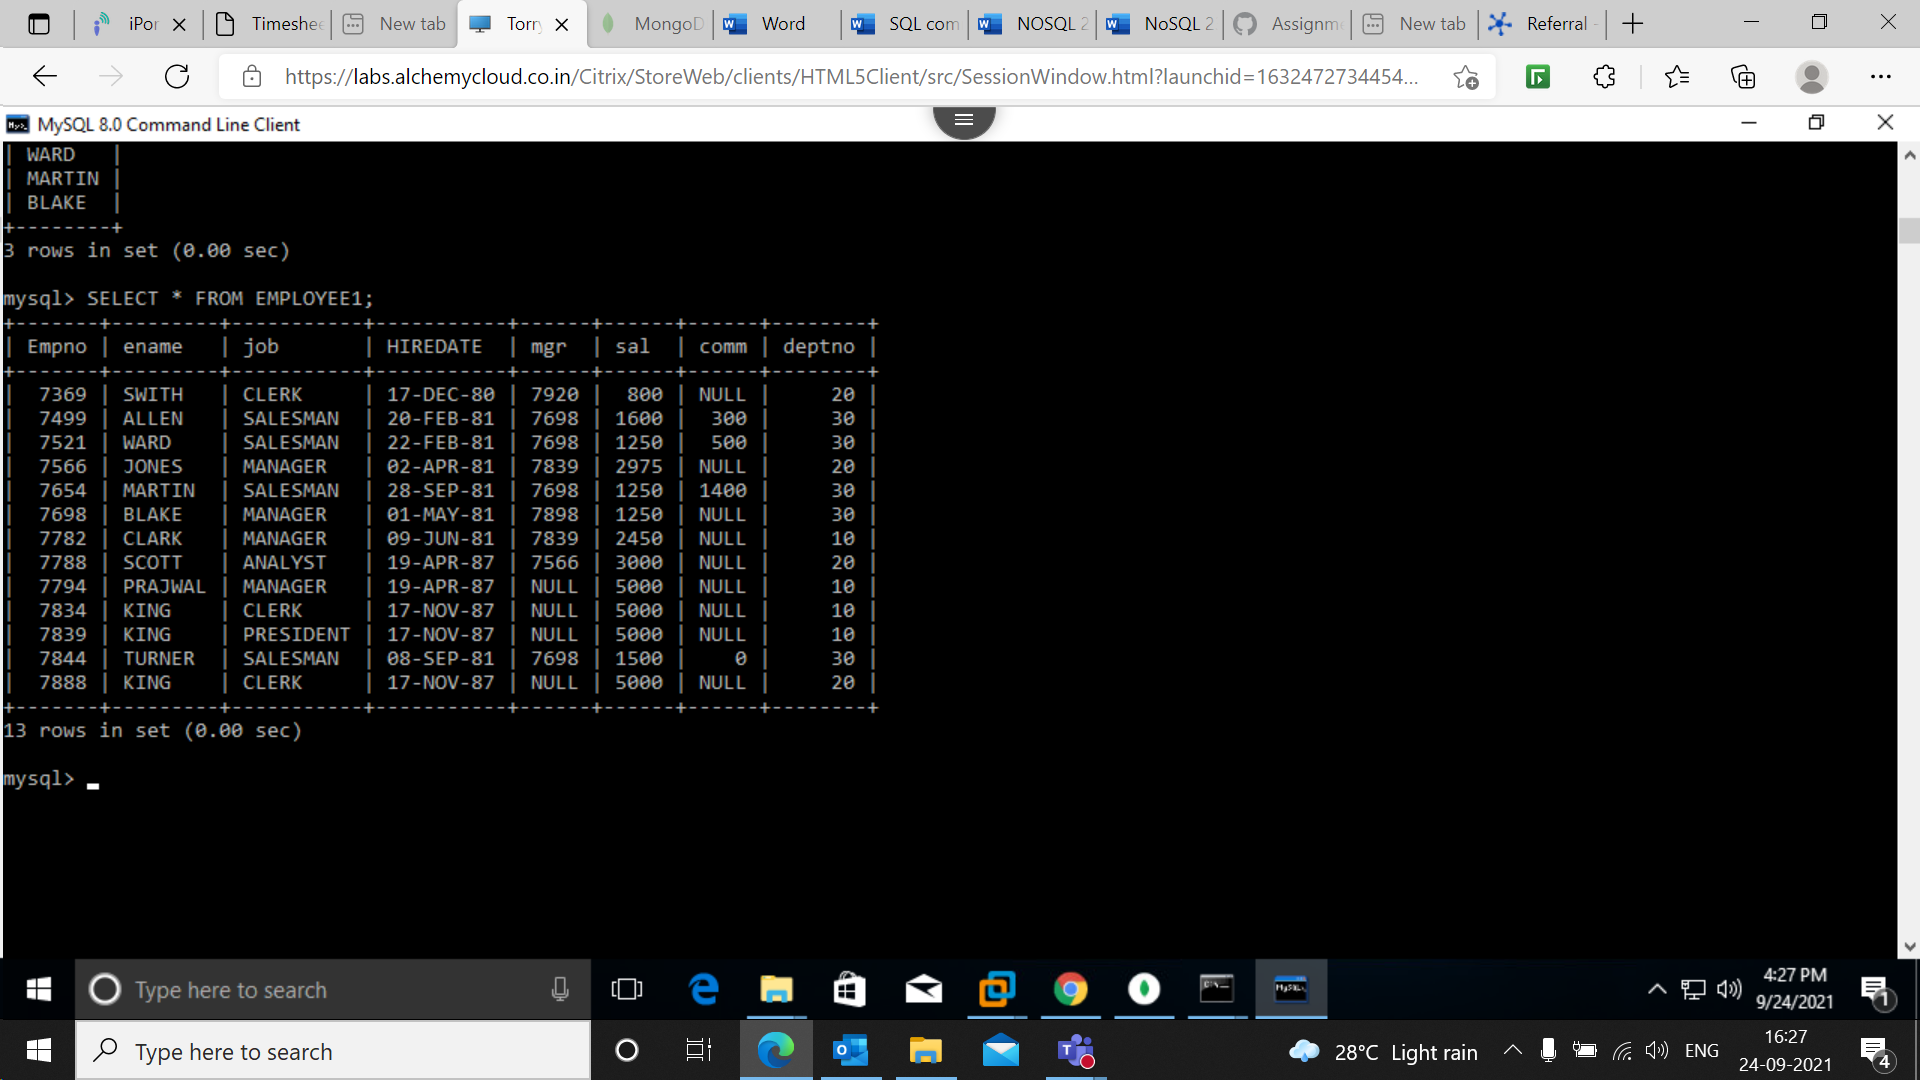 iPor
Timeshee
New tab
Torry
MongoD
Word
SQL com
NOSQL 2
NoSQL 2
Assignme
New tab
Referral -
https://labs.alchemycloud.co.in/Citrix/StoreWeb/clients/HTML5Client/src/SessionWindow.html?launchid=1632472734454...
MySQL 8.0 Command Line Client
| WARD   |
| MARTIN |
| BLAKE  |
+--------+
3 rows in set (0.00 sec)
mysql> SELECT * FROM EMPLOYEE1;
+-------+---------+-----------+-----------+------+------+------+--------+
| Empno | ename   | job       | HIREDATE  | mgr  | sal  | comm | deptno |
+-------+---------+-----------+-----------+------+------+------+--------+
|  7369 | SWITH   | CLERK     | 17-DEC-80 | 7920 |  800 | NULL |     20 |
|  7499 | ALLEN   | SALESMAN  | 20-FEB-81 | 7698 | 1600 |  300 |     30 |
|  7521 | WARD    | SALESMAN  | 22-FEB-81 | 7698 | 1250 |  500 |     30 |
|  7566 | JONES   | MANAGER   | 02-APR-81 | 7839 | 2975 | NULL |     20 |
|  7654 | MARTIN  | SALESMAN  | 28-SEP-81 | 7698 | 1250 | 1400 |     30 |
|  7698 | BLAKE   | MANAGER   | 01-MAY-81 | 7898 | 1250 | NULL |     30 |
|  7782 | CLARK   | MANAGER   | 09-JUN-81 | 7839 | 2450 | NULL |     10 |
|  7788 | SCOTT   | ANALYST   | 19-APR-87 | 7566 | 3000 | NULL |     20 |
|  7794 | PRAJWAL | MANAGER   | 19-APR-87 | NULL | 5000 | NULL |     10 |
|  7834 | KING    | CLERK     | 17-NOV-87 | NULL | 5000 | NULL |     10 |
|  7839 | KING    | PRESIDENT | 17-NOV-87 | NULL | 5000 | NULL |     10 |
|  7844 | TURNER  | SALESMAN  | 08-SEP-81 | 7698 | 1500 |    0 |     30 |
|  7888 | KING    | CLERK     | 17-NOV-87 | NULL | 5000 | NULL |     20 |
+-------+---------+-----------+-----------+------+------+------+--------+
13 rows in set (0.00 sec)
mysql> _
Type here to search
4:27 PM
9/24/2021
1
Type here to search
28°C Light rain
ENG
16:27
24-09-2021
4